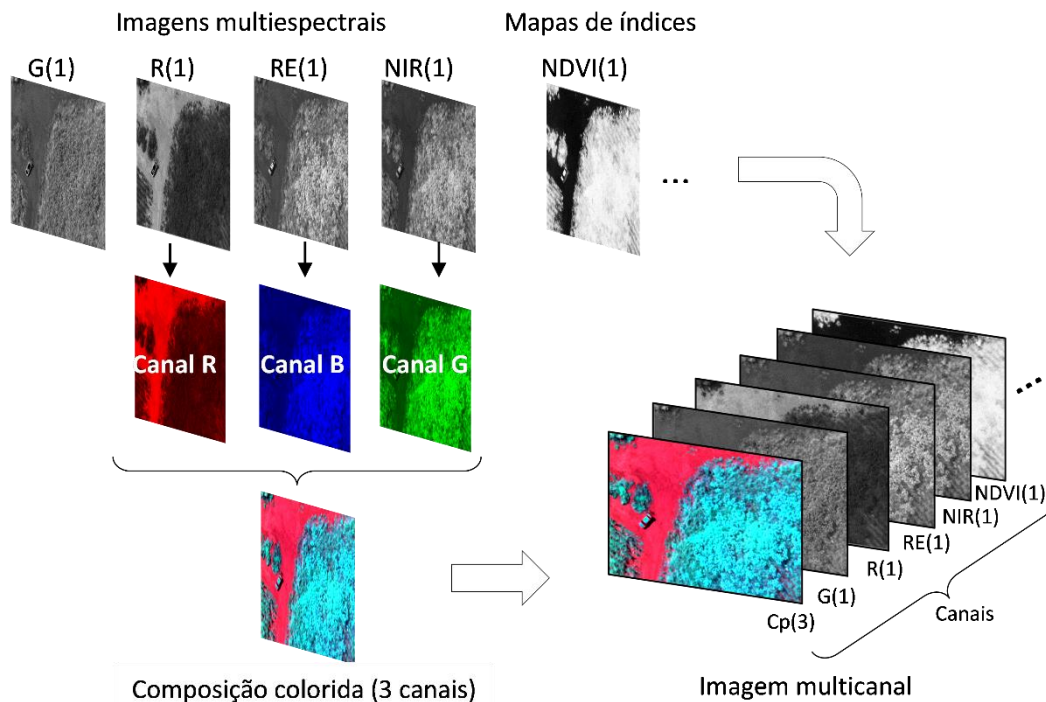 Imagens multiespectrais
Mapas de índices
G(1)
R(1)
RE(1)
NIR(1)
NDVI(1)
...
Canal R
Canal B
Canal G
...
NDVI(1)
NIR(1)
RE(1)
R(1)
G(1)
Cp(3)
Canais
Composição colorida (3 canais)
Imagem multicanal